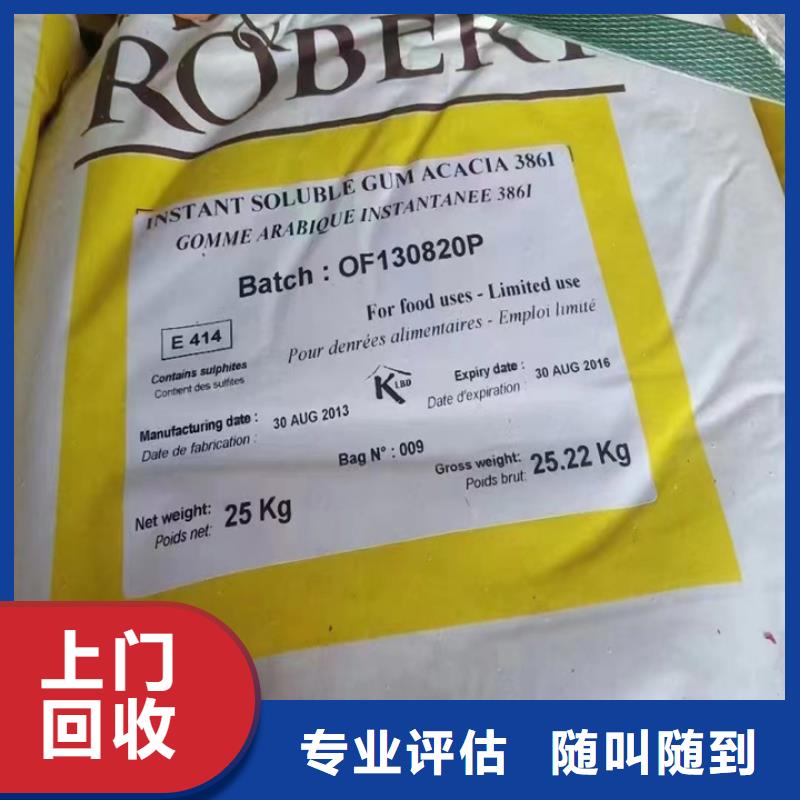 ROBERT
INSTANT SOLUBLE GUM ACACIA 386I
GOMME ARABIQUE INSTANTANEE 386I
Batch : OF130820P
For food uses - Limited use
Pour denrées alimentaires - Emploi limité
E 414
Contains sulphites
Contient des sulfites
K LBD
Expiry date : 30 AUG 2016
Date d'expiration :
Manufacturing date : 30 AUG 2013
Date de fabrication :
Bag N° : 009
Gross weight: 25.22 Kg
Poids brut:
Net weight: 25 Kg
Poids net:
上门
回收
专业评估 随叫随到